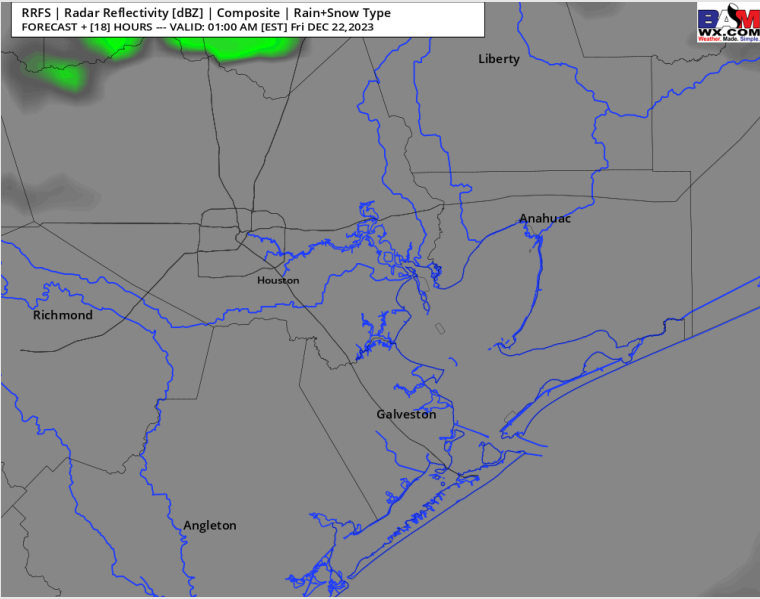 RRFS | Radar Reflectivity [dBZ] | Composite | Rain+Snow Type
FORECAST + [18] HOURS --- VALID: 01:00 AM [EST] Fri DEC 22,2023
BAM
WX.COM
Weather. Made. Simple.
Liberty
Anahuac
Houston
Richmond
Galveston
Angleton